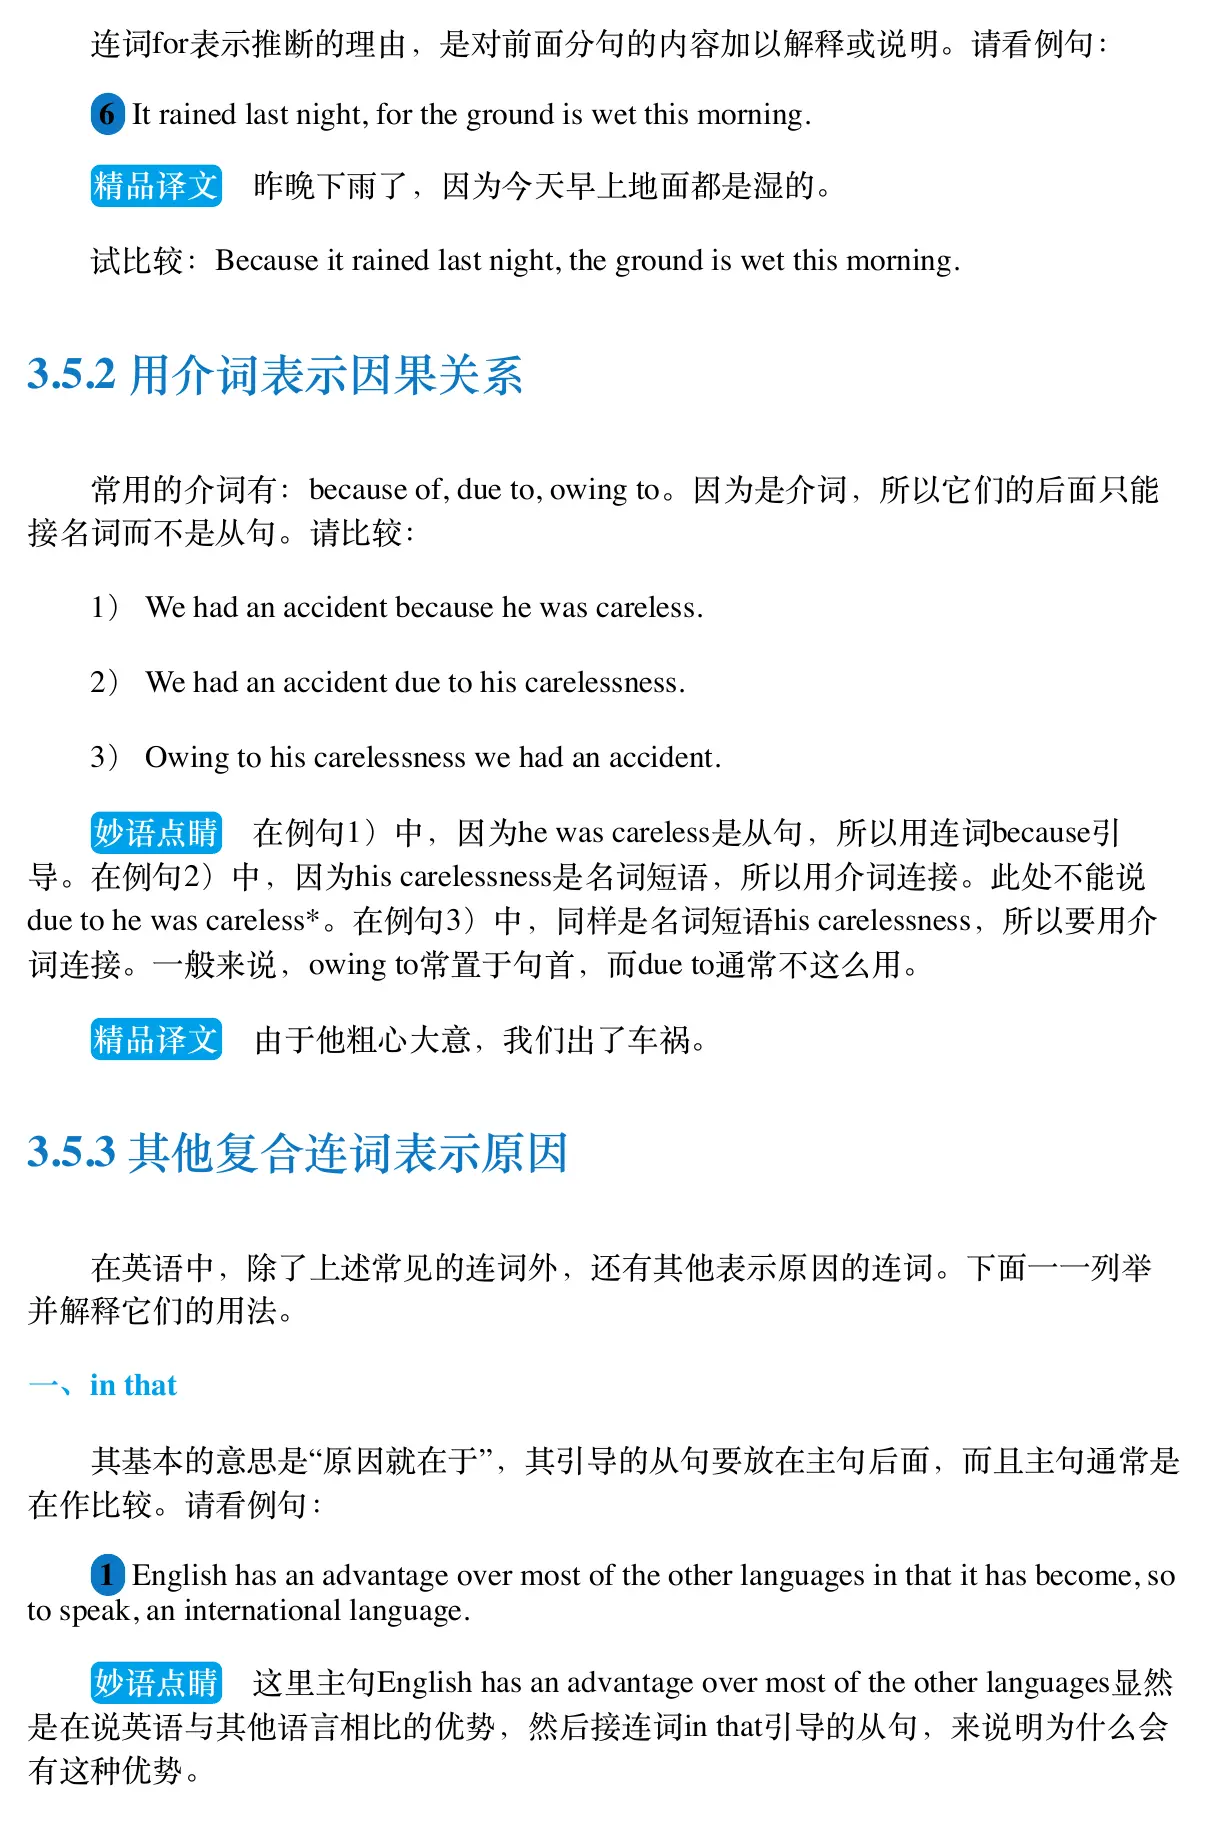 连词for表示推断的理由，是对前面分句的内容加以解释或说明。请看例句：
6 It rained last night, for the ground is wet this morning.
精品译文 昨晚下雨了，因为今天早上地面都是湿的。
试比较：Because it rained last night, the ground is wet this morning.
3.5.2 用介词表示因果关系
常用的介词有：because of, due to, owing to。因为是介词，所以它们的后面只能
接名词而不是从句。请比较：
1） We had an accident because he was careless.
2） We had an accident due to his carelessness.
3） Owing to his carelessness we had an accident.
妙语点睛 在例句1）中，因为he was careless是从句，所以用连词because引
导。在例句2）中，因为his carelessness是名词短语，所以用介词连接。此处不能说
due to he was careless*。在例句3）中，同样是名词短语his carelessness，所以要用介
词连接。一般来说，owing to常置于句首，而due to通常不这么用。
精品译文 由于他粗心大意，我们出了车祸。
3.5.3 其他复合连词表示原因
在英语中，除了上述常见的连词外，还有其他表示原因的连词。下面一一列举
并解释它们的用法。
一、in that
其基本的意思是“原因就在于”，其引导的从句要放在主句后面，而且主句通常是
在作比较。请看例句：
1 English has an advantage over most of the other languages in that it has become, so
to speak, an international language.
妙语点睛 这里主句English has an advantage over most of the other languages显然
是在说英语与其他语言相比的优势，然后接连词in that引导的从句，来说明为什么会
有这种优势。